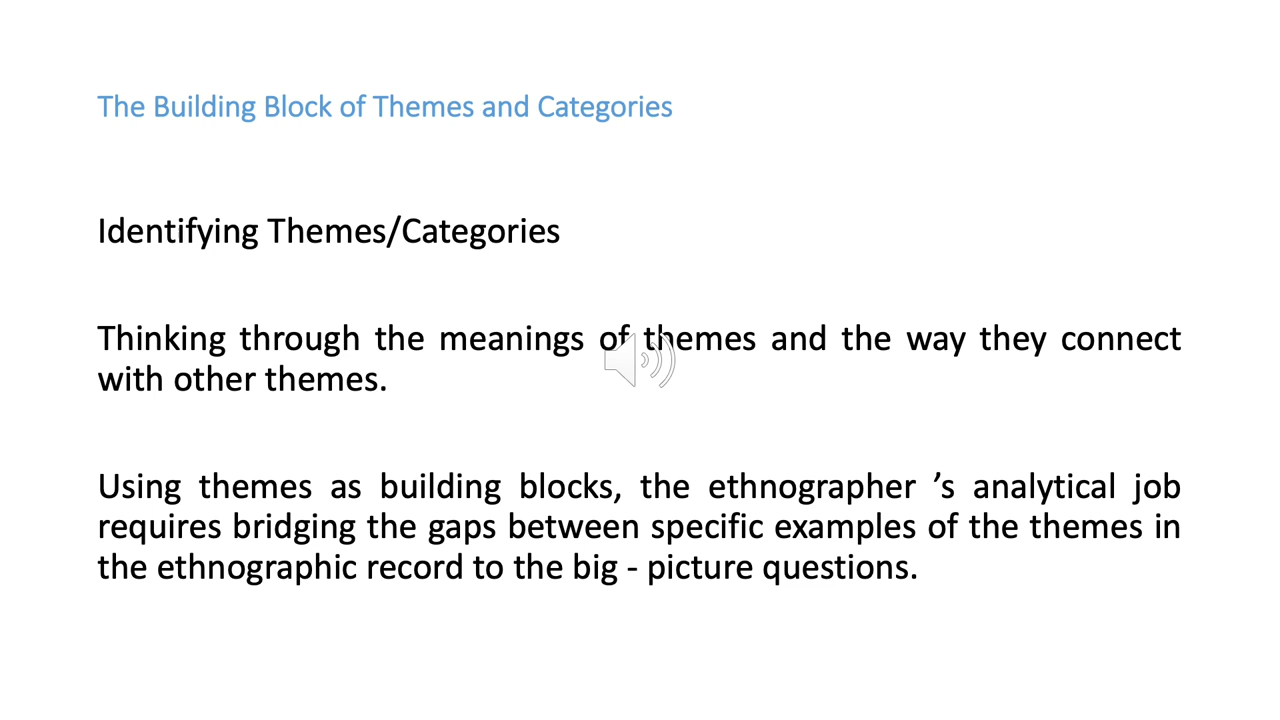 The Building Block of Themes and Categories
Identifying Themes/Categories
Thinking through the meanings of themes and the way they connect
with other themes.
Using themes as building blocks, the ethnographer ’s analytical job
requires bridging the gaps between specific examples of the themes in
the ethnographic record to the big - picture questions.